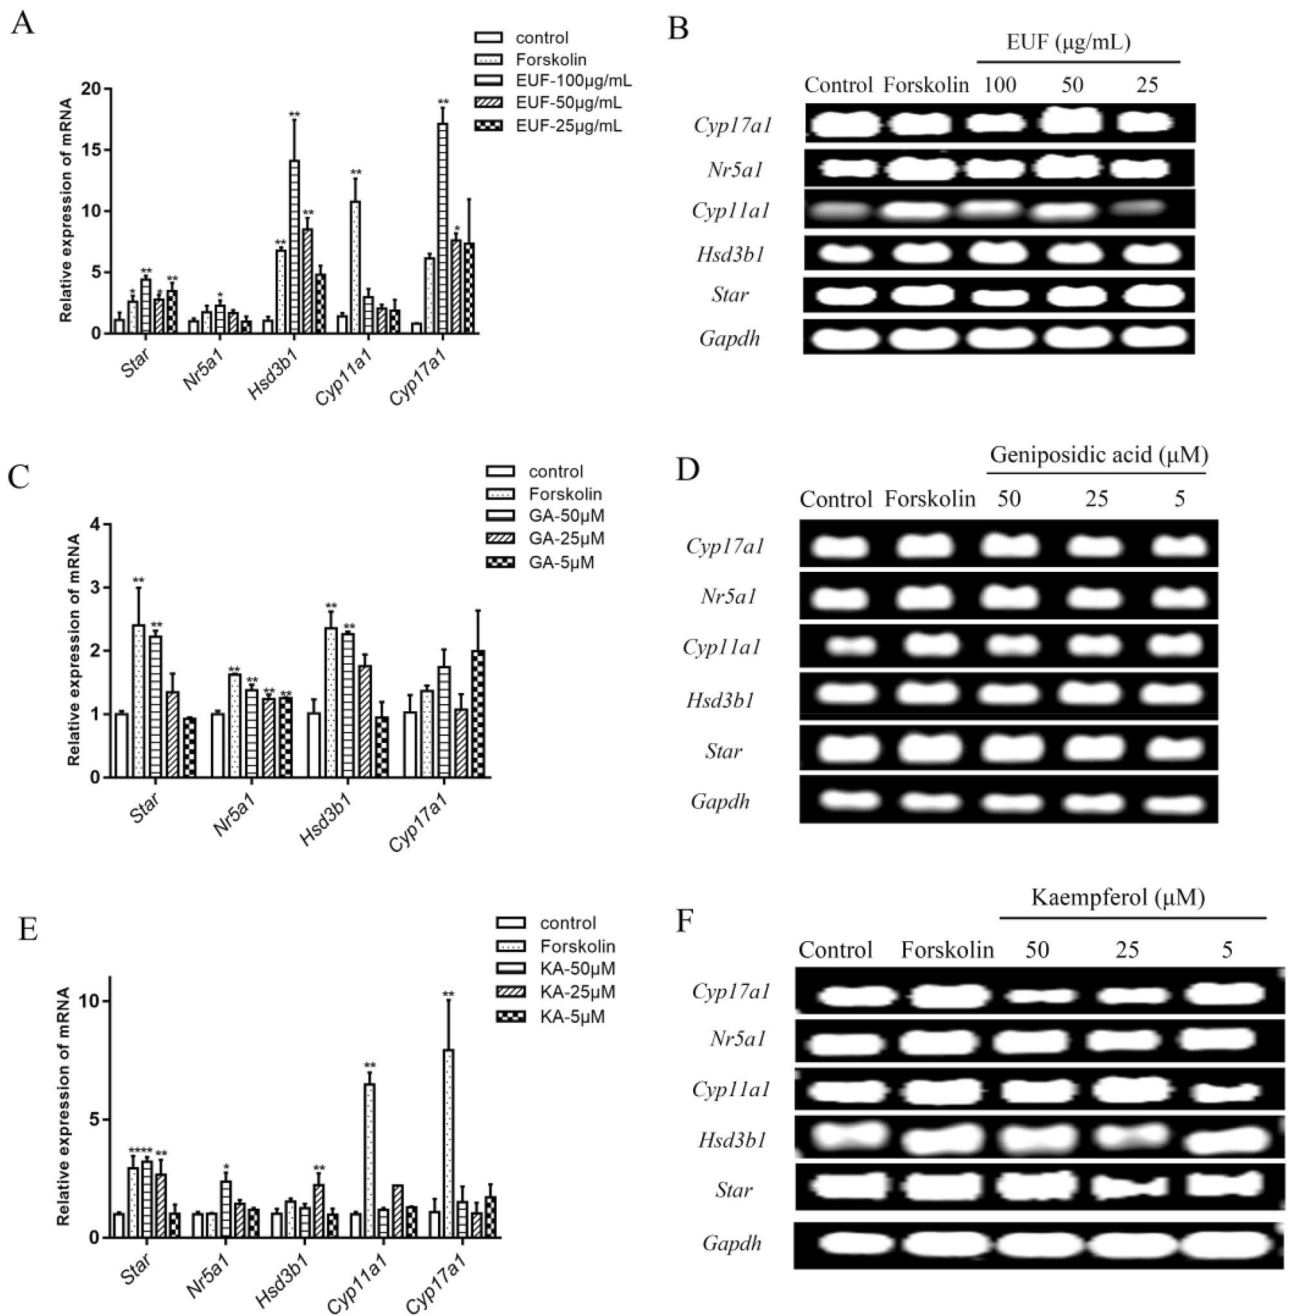 A
control
Forskolin
EUF-100μg/mL
EUF-50μg/mL
EUF-25μg/mL
Relative expression of mRNA
20
15
10
5
0
** ** ** ** ** * ** * ** * * **
Star Nr5a1 Hsd3b1 Cyp11a1 Cyp17a1
B
EUF (μg/mL)
Control Forskolin 100 50 25
Cyp17a1
Nr5a1
Cyp11a1
Hsd3b1
Star
Gapdh
C
control
Forskolin
GA-50μM
GA-25μM
GA-5μM
Relative expression of mRNA
4
3
2
1
0
** ** ** ** ** ** ** **
Star Nr5a1 Hsd3b1 Cyp17a1
D
Geniposidic acid (μM)
Control Forskolin 50 25 5
Cyp17a1
Nr5a1
Cyp11a1
Hsd3b1
Star
Gapdh
E
control
Forskolin
KA-50μM
KA-25μM
KA-5μM
Relative expression of mRNA
10
5
0
**** ** * ** ** **
Star Nr5a1 Hsd3b1 Cyp11a1 Cyp17a1
F
Kaempferol (μM)
Control Forskolin 50 25 5
Cyp17a1
Nr5a1
Cyp11a1
Hsd3b1
Star
Gapdh